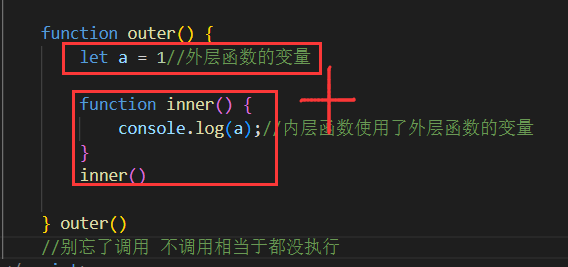 function outer() {
let a = 1//外层函数的变量
function inner() {
console.log(a);//内层函数使用了外层函数的变量
}
inner()
} outer()
//别忘了调用 不调用相当于都没执行